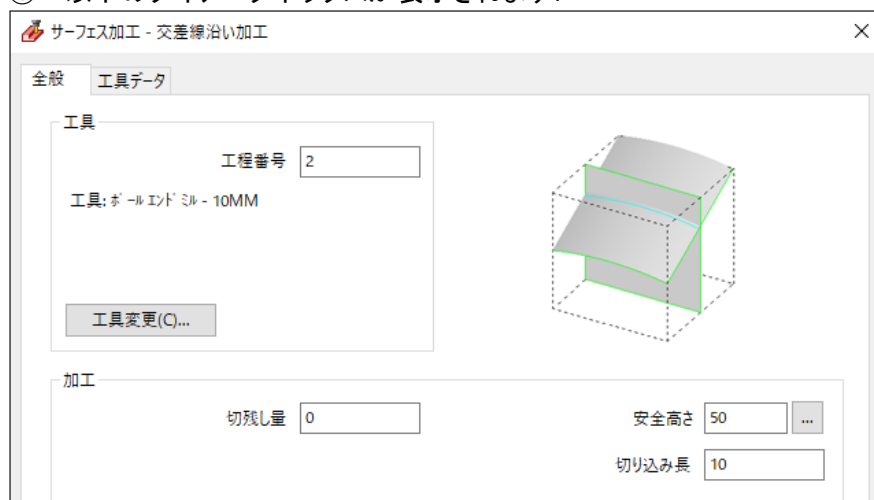 サーフェス加工 - 交差線沿い加工
全般 工具データ
工具
工程番号 2
工具: ﾎﾞｰﾙ ｴﾝﾄﾞ ﾐﾙ - 10MM
工具変更(C)...
加工
切残し量 0
安全高さ 50 ...
切り込み長 10